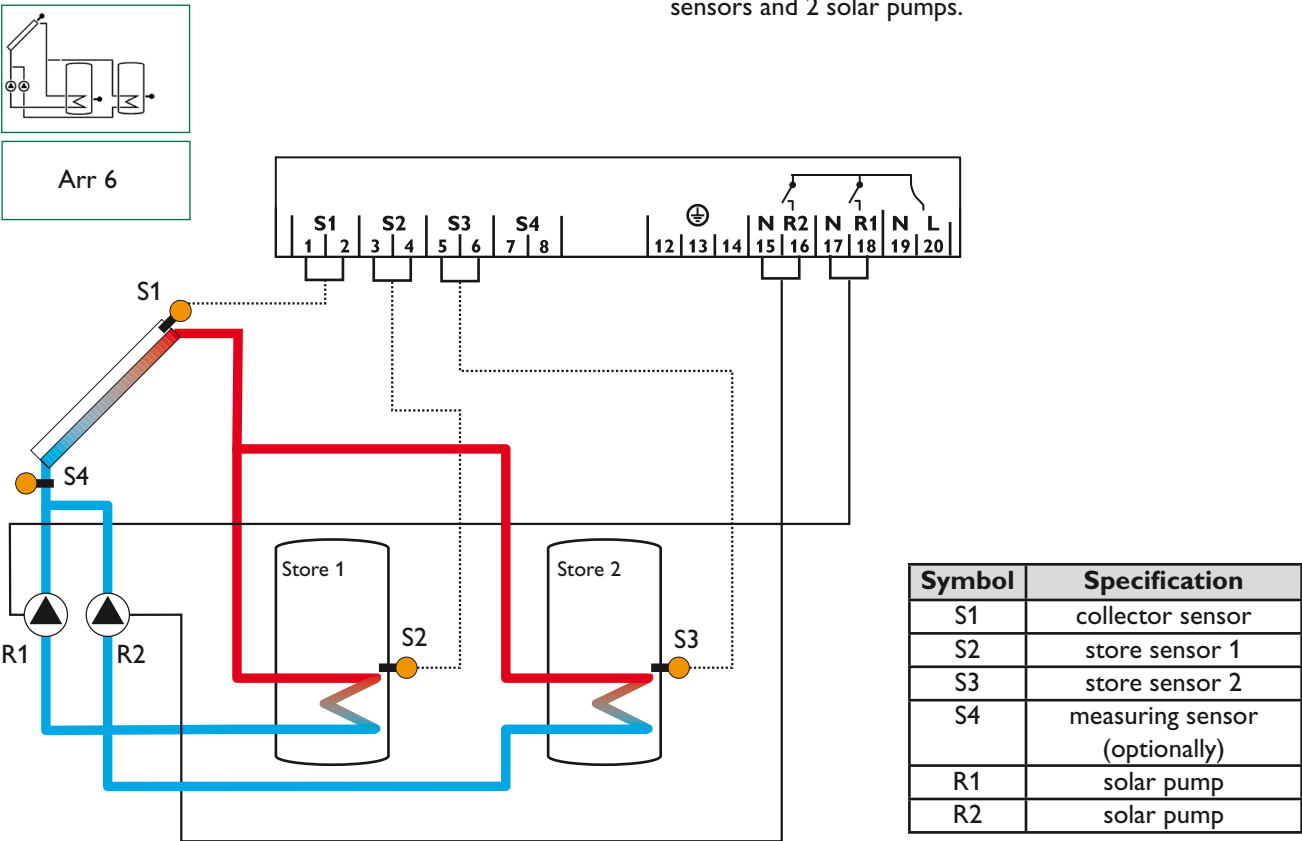 sensors and 2 solar pumps.
Arr 6
S1 S2 S3 S4 N R2 N R1 N L
1 2 3 4 5 6 7 8 12 13 14 15 16 17 18 19 20
S1
S4
Store 1
Store 2
S2
S3
R1
R2
Symbol Specification
S1 collector sensor
S2 store sensor 1
S3 store sensor 2
S4 measuring sensor
(optionally)
R1 solar pump
R2 solar pump